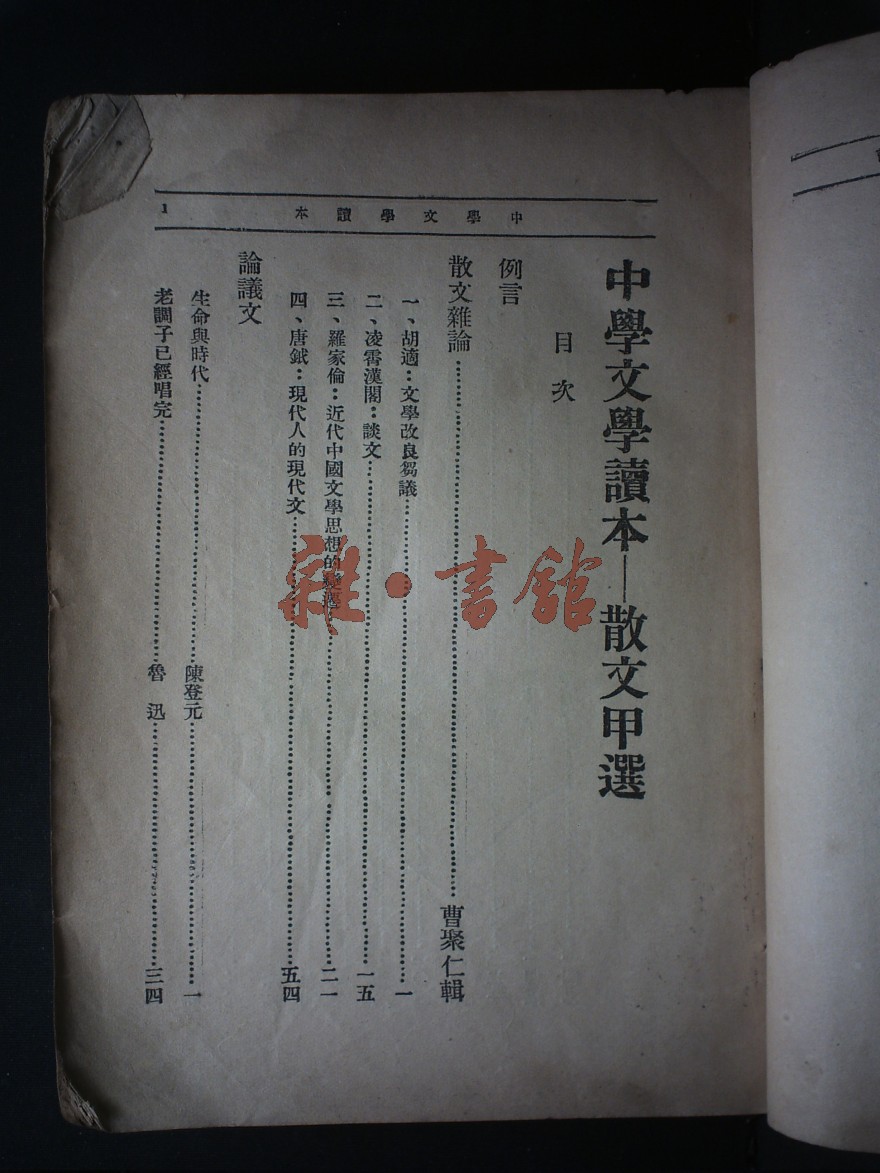 中學文學讀本
1
中學文學讀本——散文甲選
目次
例言
散文雜論……曹聚仁輯
一、胡適：文學改良芻議……一
二、凌霄漢閣：談文……一五
三、羅家倫：近代中國文學思想的變遷……二一
四、唐鉞：現代人的現代文……五四
論議文
生命與時代……陳登元……一
老調子已經唱完……魯迅……三四
雜·書館